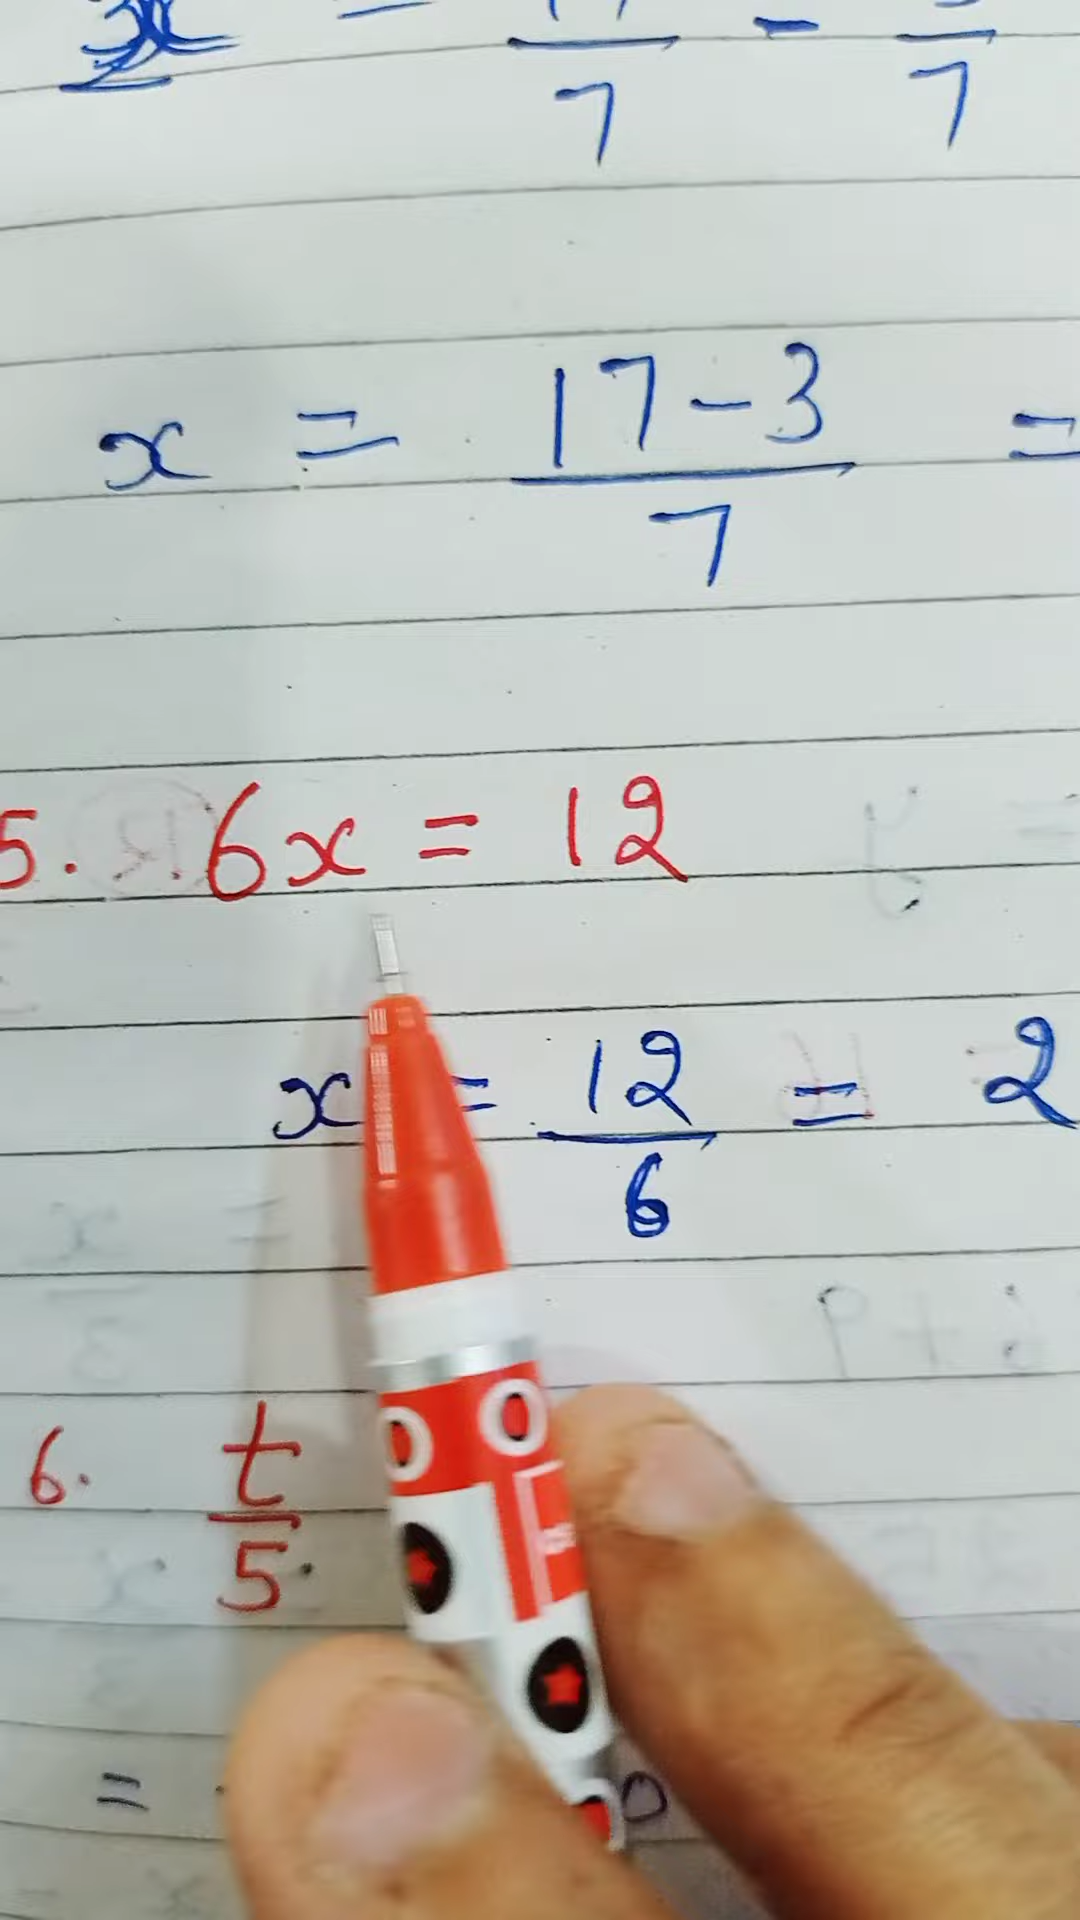 x = 17/7 - 3/7
x = 17-3/7 =
5. 6x = 12
x = 12/6 = 2
6. t/5
=